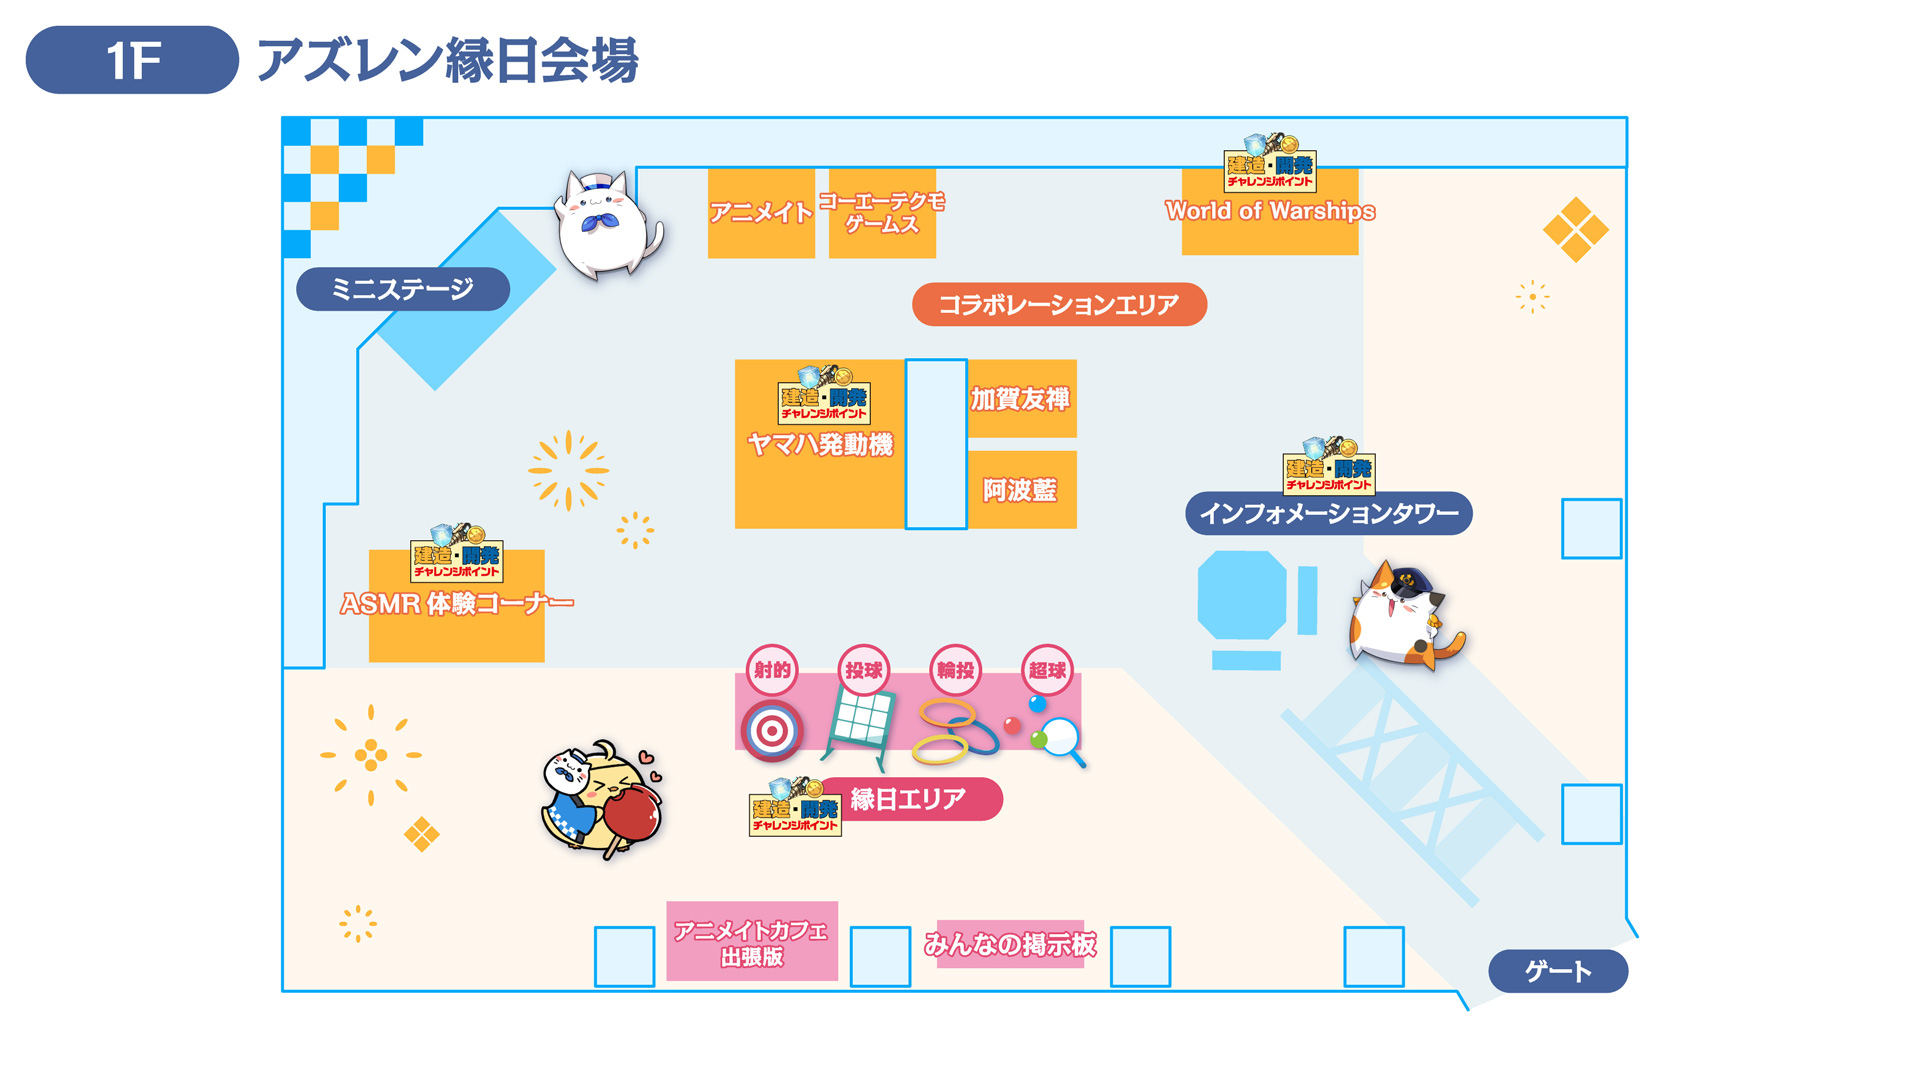 1F アズレン縁日会場
建造・開発
チャレンジポイント
World of Warships
アニメイト
コーエーテクモ
ゲームス
ミニステージ
コラボレーションエリア
建造・開発
チャレンジポイント
ヤマハ発動機
加賀友禅
阿波藍
建造・開発
チャレンジポイント
インフォメーションタワー
建造・開発
チャレンジポイント
ASMR 体験コーナー
射的
投球
輪投
超球
建造・開発
チャレンジポイント
縁日エリア
アニメイトカフェ
出張版
みんなの掲示板
ゲート